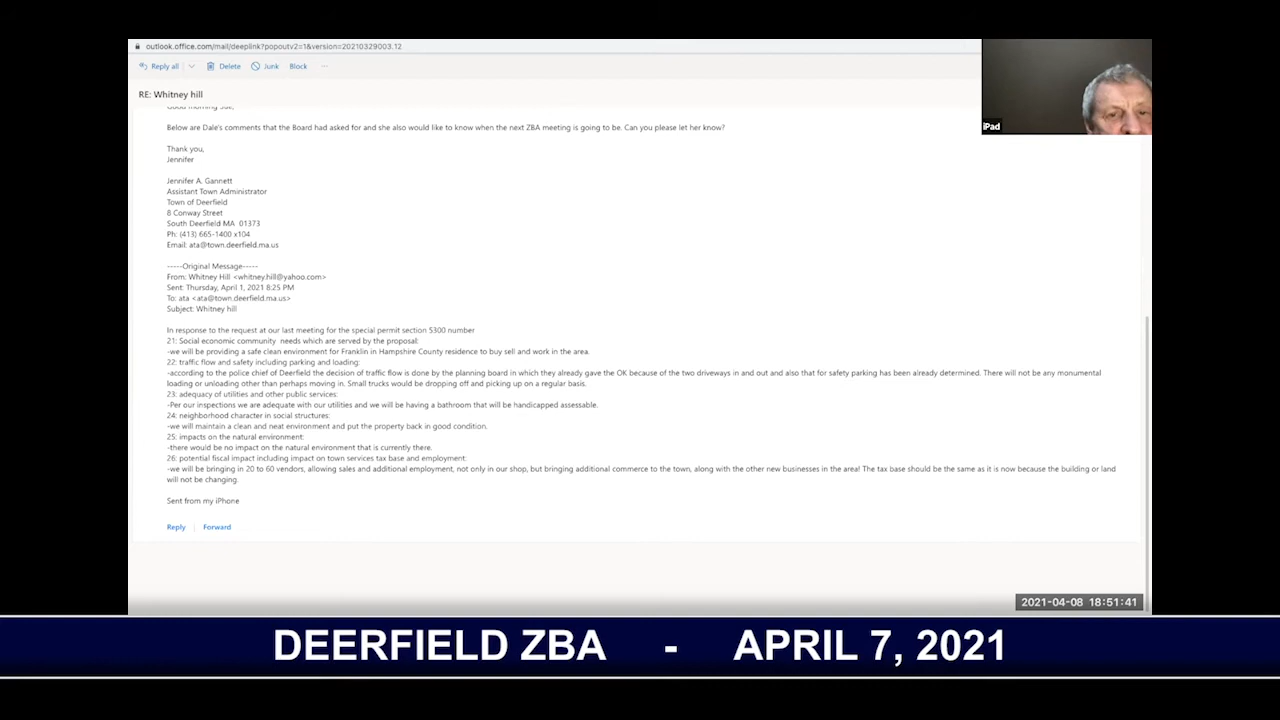 outlook.office.com/mail/deeplink?popoutv2=1&version=20210329003.12
Reply all
Delete
Junk
Block
RE: Whitney hill
iPad
Below are Dale's comments that the Board had asked for and she also would like to know when the next ZBA meeting is going to be. Can you please let her know?
Thank you,
Jennifer
Jennifer A. Gannett
Assistant Town Administrator
Town of Deerfield
8 Conway Street
South Deerfield MA  01373
Ph: (413) 665-1400 x104
Email: ata@town.deerfield.ma.us
-----Original Message-----
From: Whitney Hill <whitney.hill@yahoo.com>
Sent: Thursday, April 1, 2021 8:25 PM
To: ata <ata@town.deerfield.ma.us>
Subject: Whitney hill
In response to the request at our last meeting for the special permit section 5300 number
21: Social economic community  needs which are served by the proposal:
-we will be providing a safe clean environment for Franklin in Hampshire County residence to buy sell and work in the area.
22: traffic flow and safety including parking and loading:
-according to the police chief of Deerfield the decision of traffic flow is done by the planning board in which they already gave the OK because of the two driveways in and out and also that for safety parking has been already determined. There will not be any monumental
loading or unloading other than perhaps moving in. Small trucks would be dropping off and picking up on a regular basis.
23: adequacy of utilities and other public services:
-Per our inspections we are adequate with our utilities and we will be having a bathroom that will be handicapped assessable.
24: neighborhood character in social structures:
-we will maintain a clean and neat environment and put the property back in good condition.
25: impacts on the natural environment:
-there would be no impact on the natural environment that is currently there.
26: potential fiscal impact including impact on town services tax base and employment:
-we will be bringing in 20 to 60 vendors, allowing sales and additional employment, not only in our shop, but bringing additional commerce to the town, along with the other new businesses in the area! The tax base should be the same as it is now because the building or land
will not be changing.
Sent from my iPhone
Reply
Forward
2021-04-08 18:51:41
DEERFIELD ZBA - APRIL 7, 2021